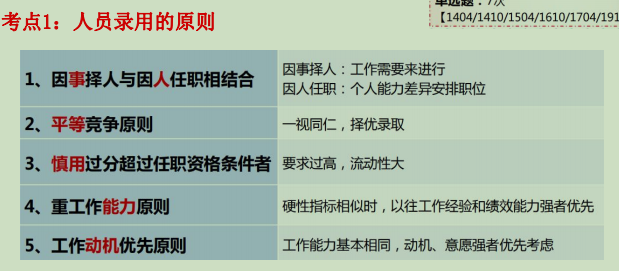 单选题：7次
考点1：人员录用的原则
【1404/1410/1504/1610/1704/191
1、因事择人与因人任职相结合
因事择人：工作需要来进行
因人任职：个人能力差异安排职位
2、平等竞争原则
一视同仁，择优录取
3、慎用过分超过任职资格条件者
要求过高，流动性大
4、重工作能力原则
硬性指标相似时，以往工作经验和绩效能力强者优先
5、工作动机优先原则
工作能力基本相同，动机、意愿强者优先考虑